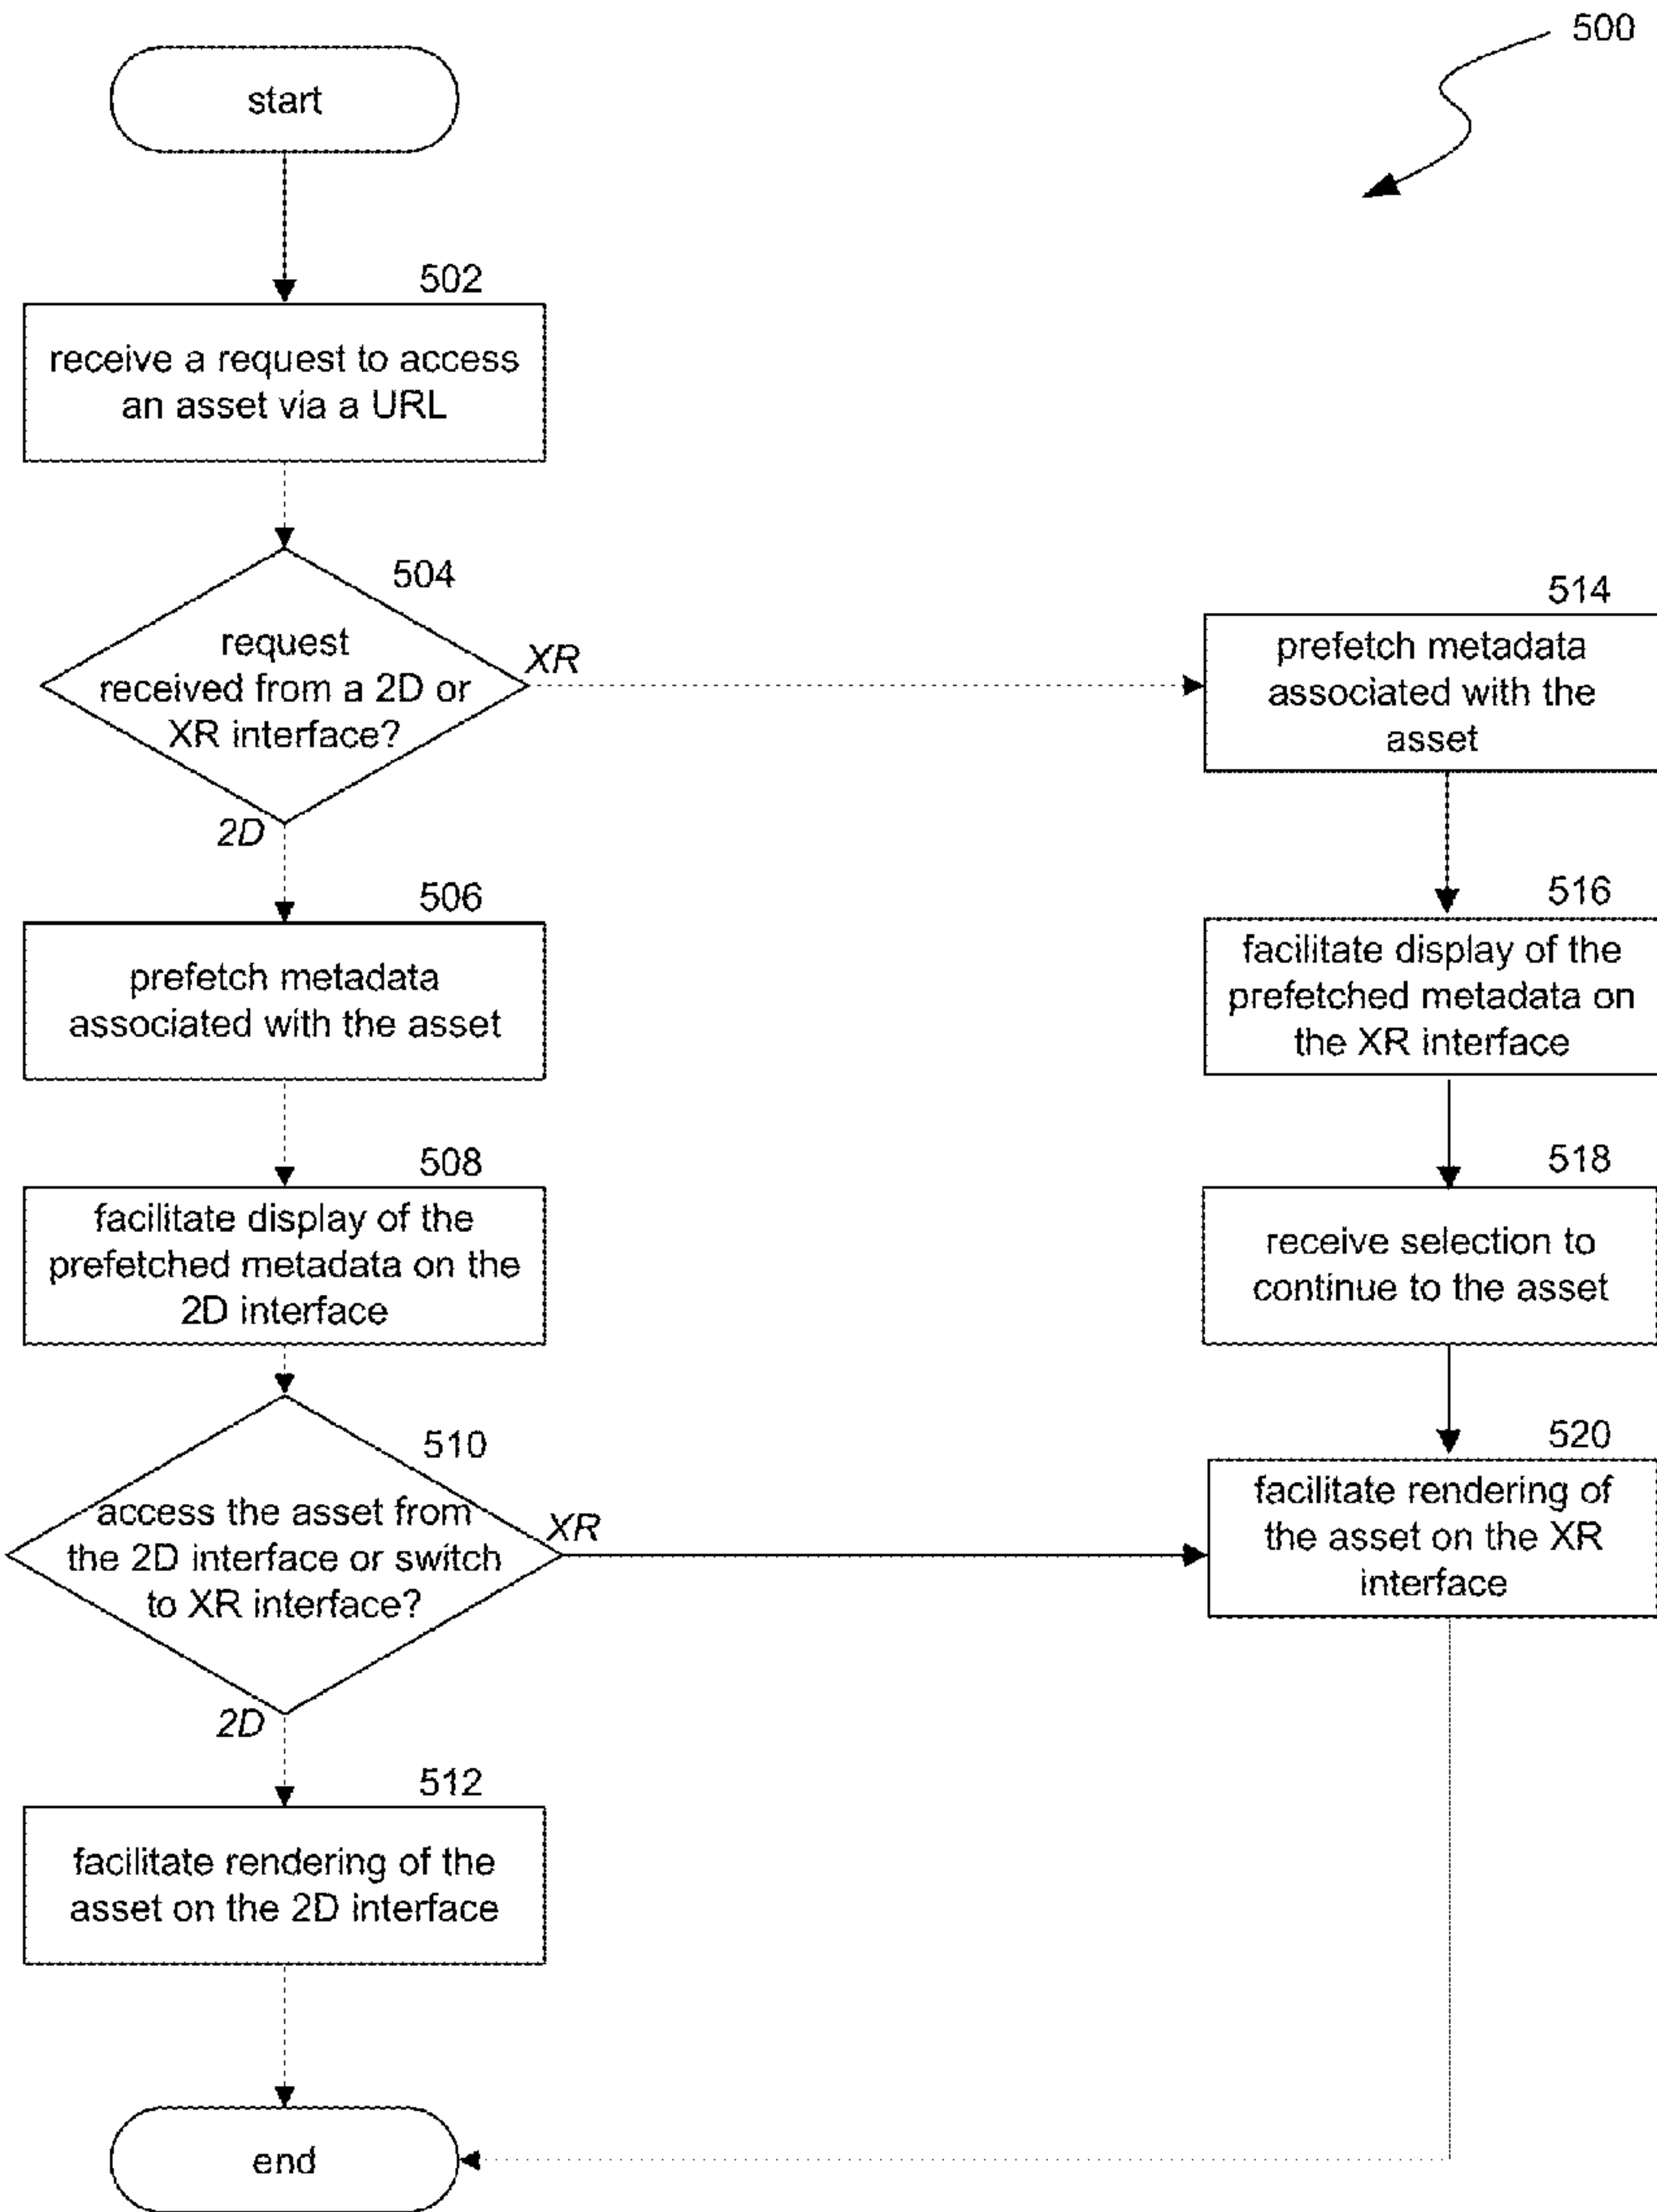 500
start
502
receive a request to access
an asset via a URL
504
request
received from a 2D or
XR interface?
XR
2D
514
prefetch metadata
associated with the
asset
506
prefetch metadata
associated with the asset
516
facilitate display of the
prefetched metadata on
the XR interface
508
facilitate display of the
prefetched metadata on the
2D interface
518
receive selection to
continue to the asset
510
access the asset from
the 2D interface or switch
to XR interface?
XR
2D
520
facilitate rendering of
the asset on the XR
interface
512
facilitate rendering of the
asset on the 2D interface
end